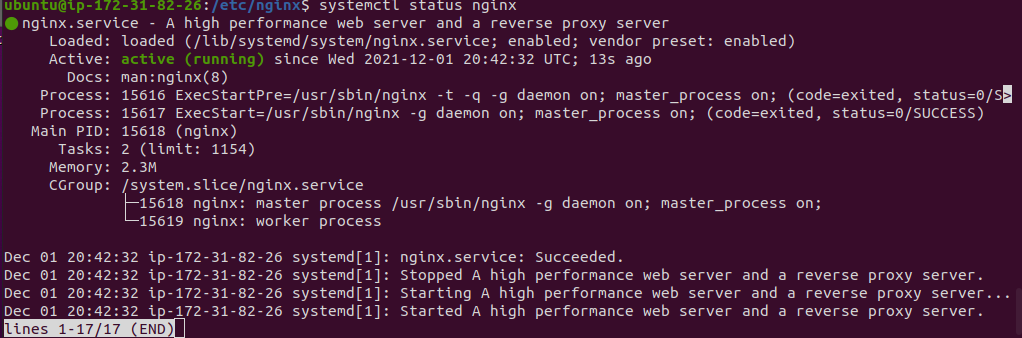 ubuntu@ip-172-31-82-26:/etc/nginx$ systemctl status nginx
● nginx.service - A high performance web server and a reverse proxy server
     Loaded: loaded (/lib/systemd/system/nginx.service; enabled; vendor preset: enabled)
     Active: active (running) since Wed 2021-12-01 20:42:32 UTC; 13s ago
       Docs: man:nginx(8)
    Process: 15616 ExecStartPre=/usr/sbin/nginx -t -q -g daemon on; master_process on; (code=exited, status=0/S>
    Process: 15617 ExecStart=/usr/sbin/nginx -g daemon on; master_process on; (code=exited, status=0/SUCCESS)
   Main PID: 15618 (nginx)
      Tasks: 2 (limit: 1154)
     Memory: 2.3M
     CGroup: /system.slice/nginx.service
             ├─15618 nginx: master process /usr/sbin/nginx -g daemon on; master_process on;
             └─15619 nginx: worker process
Dec 01 20:42:32 ip-172-31-82-26 systemd[1]: nginx.service: Succeeded.
Dec 01 20:42:32 ip-172-31-82-26 systemd[1]: Stopped A high performance web server and a reverse proxy server.
Dec 01 20:42:32 ip-172-31-82-26 systemd[1]: Starting A high performance web server and a reverse proxy server...
Dec 01 20:42:32 ip-172-31-82-26 systemd[1]: Started A high performance web server and a reverse proxy server.
lines 1-17/17 (END)